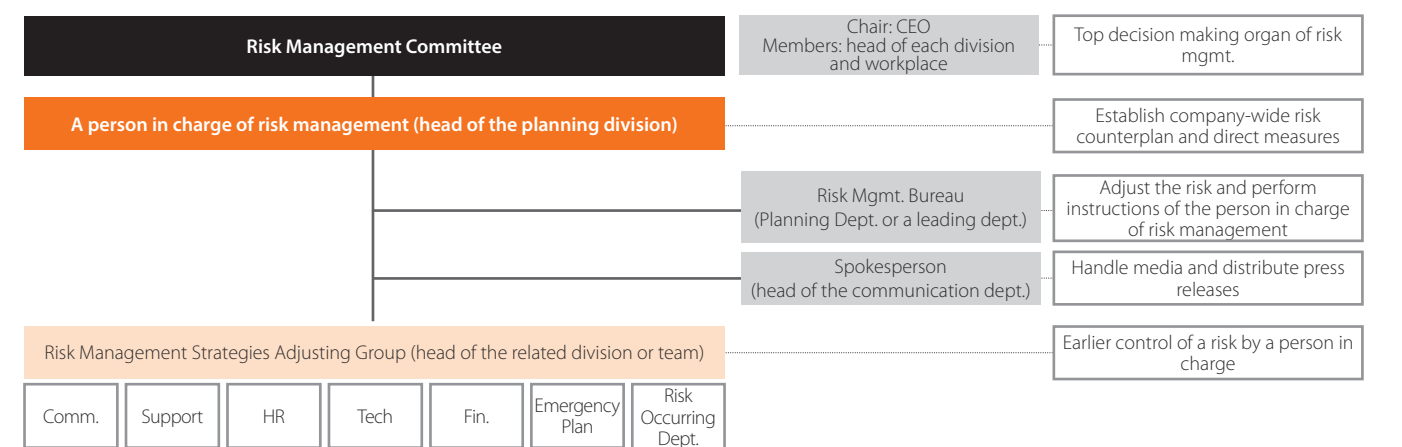 Risk Management Committee
Chair: CEO
Members: head of each division
and workplace
Top decision making organ of risk
mgmt.
A person in charge of risk management (head of the planning division)
Establish company-wide risk
counterplan and direct measures
Risk Mgmt. Bureau
(Planning Dept. or a leading dept.)
Adjust the risk and perform
instructions of the person in charge
of risk management
Spokesperson
(head of the communication dept.)
Handle media and distribute press
releases
Risk Management Strategies Adjusting Group (head of the related division or team)
Earlier control of a risk by a person in
charge
Comm.
Support
HR
Tech
Fin.
Emergency
Plan
Risk
Occurring
Dept.